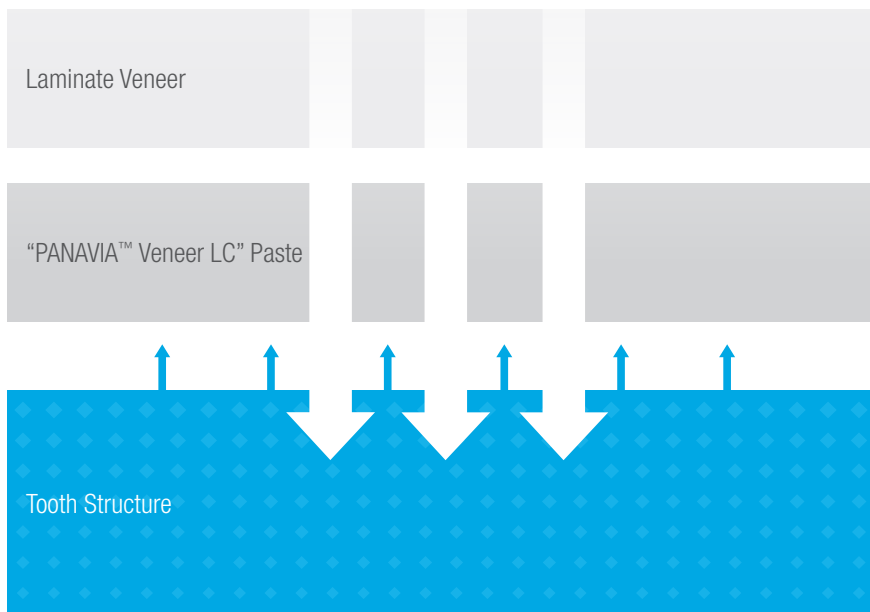 Laminate Veneer
“PANAVIA™ Veneer LC” Paste
Tooth Structure